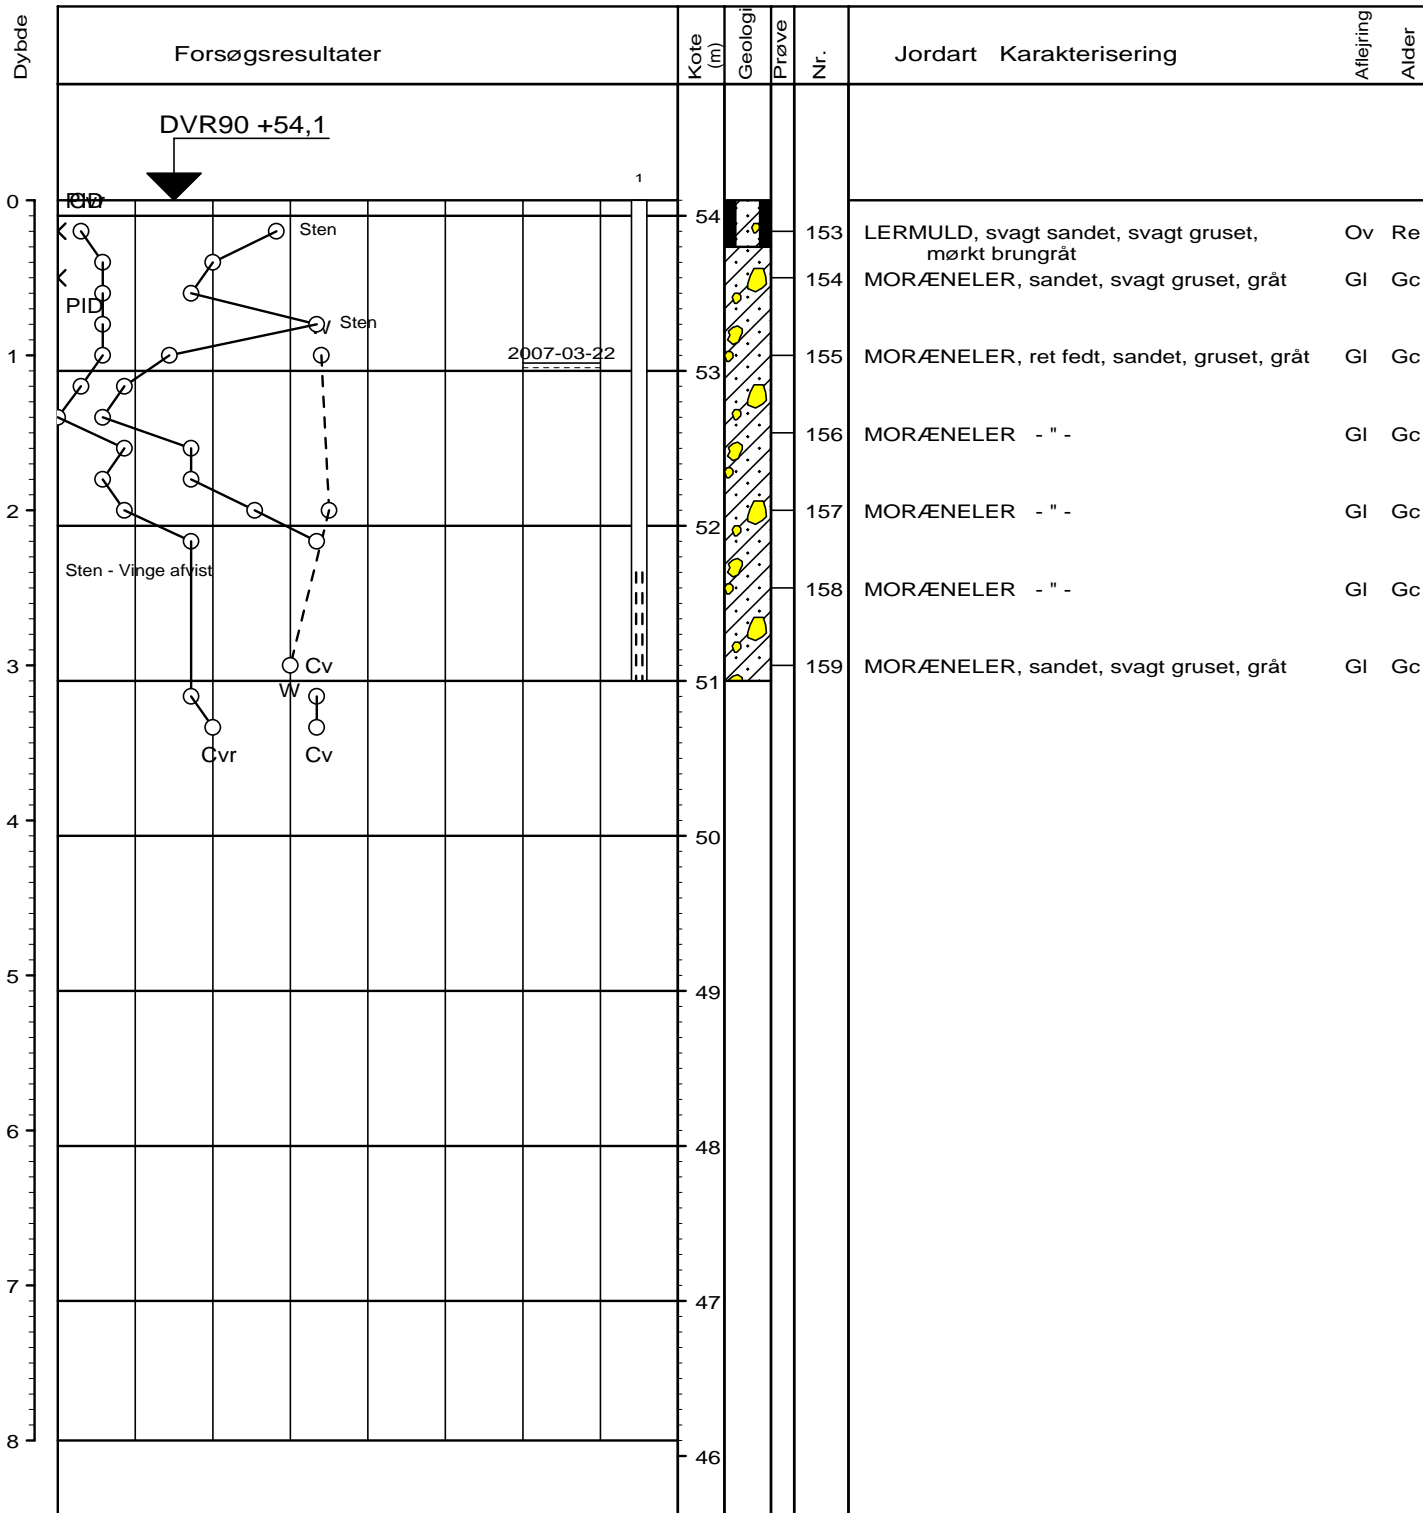 Dybde
Forsøgsresultater
Kote
(m)
Geologi
Prøve
Nr.
Jordart Karakterisering
Aflejring
Alder
DVR90 +54,1
1
0
PID
Cvr
54
Sten
153 LERMULD, svagt sandet, svagt gruset, Ov Re
mørkt brungråt
154 MORÆNELER, sandet, svagt gruset, gråt Gl Gc
PID
W Sten
1
2007-03-22
155 MORÆNELER, ret fedt, sandet, gruset, gråt Gl Gc
53
156 MORÆNELER - " - Gl Gc
2
157 MORÆNELER - " - Gl Gc
52
Sten - Vinge afvist
158 MORÆNELER - " - Gl Gc
3
Cv
159 MORÆNELER, sandet, svagt gruset, gråt Gl Gc
W
51
Cvr Cv
4
50
5
49
6
48
7
47
8
46